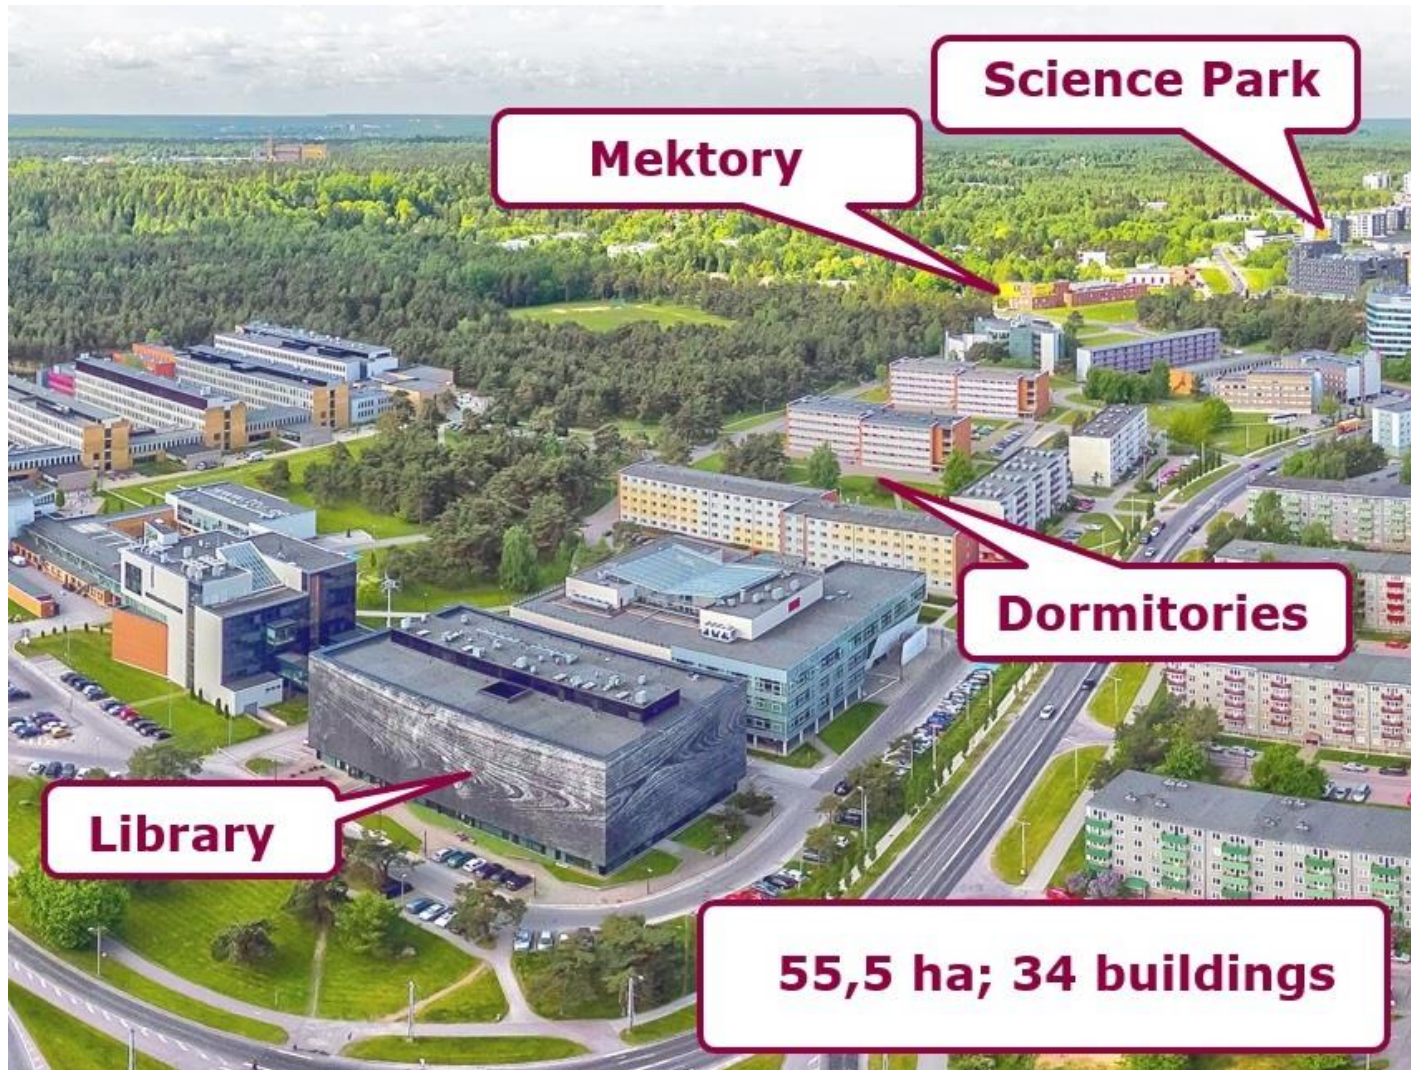 Science Park
Mektory
Dormitories
Library
55,5 ha; 34 buildings